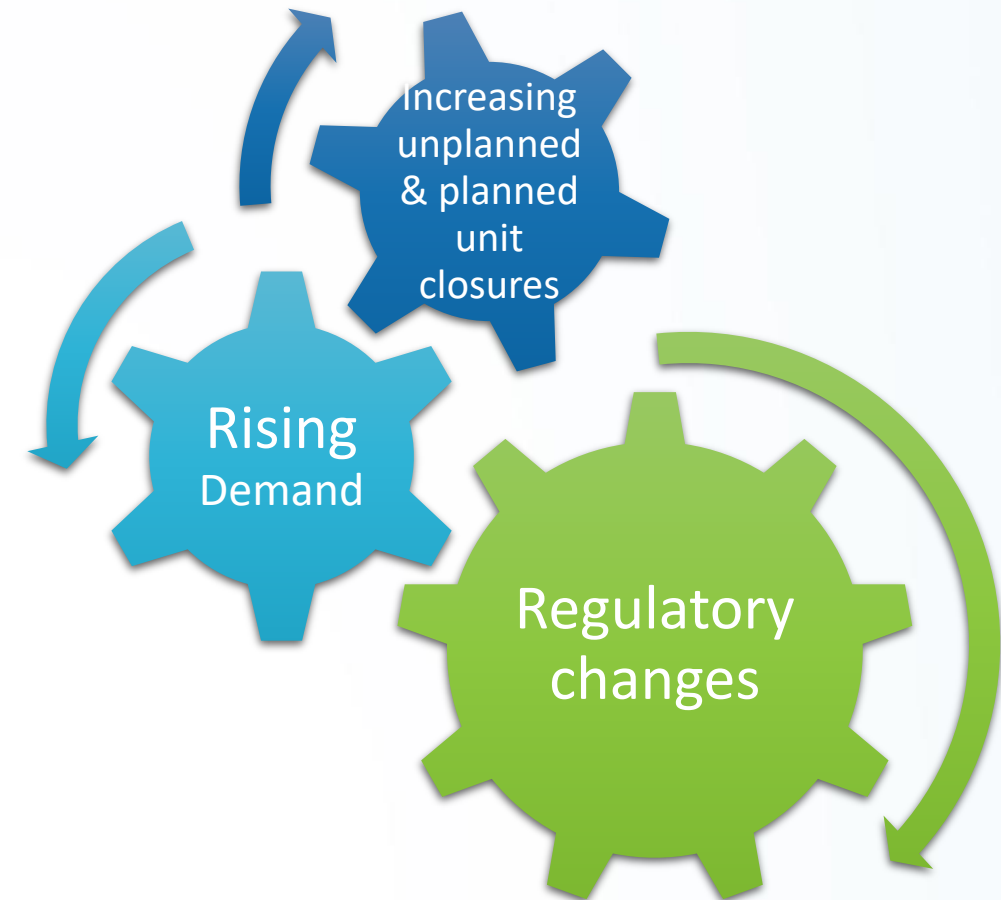 Increasing
unplanned
& planned
unit
closures
Rising
Demand
Regulatory
changes